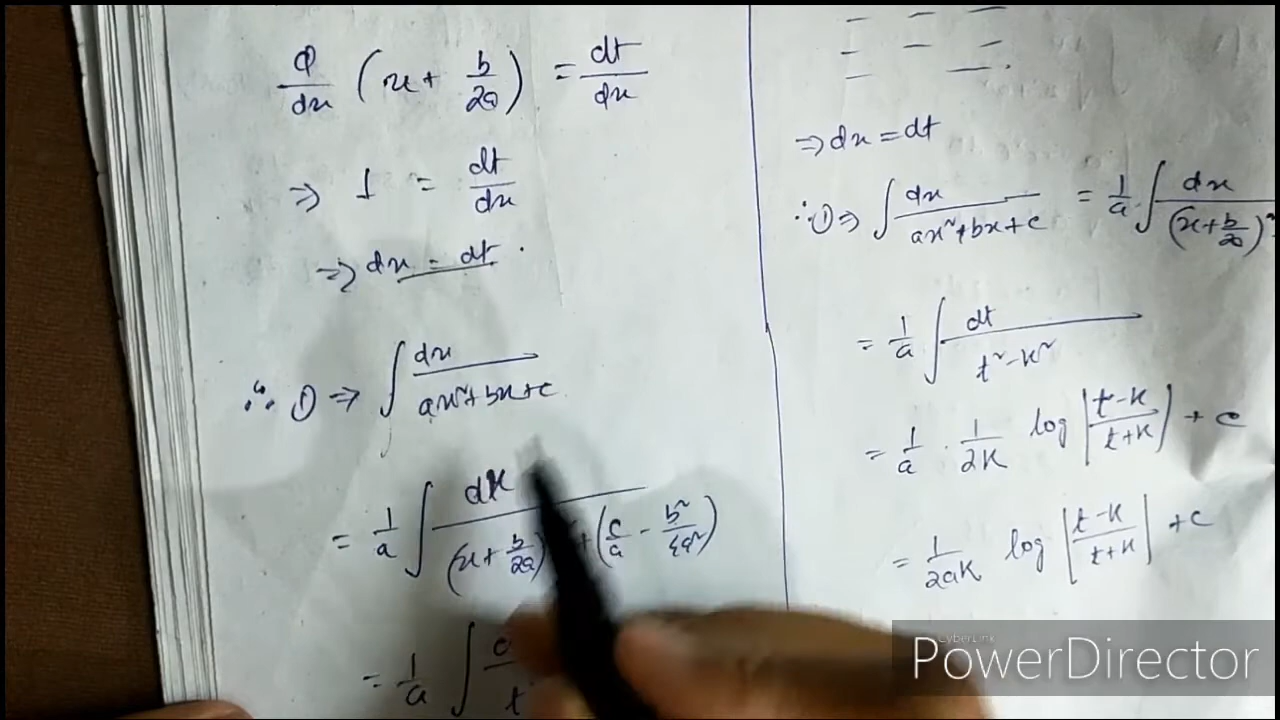 d/dx (x + b/2a) = dt/dx
⇒ 1 = dt/dx
⇒ dx = dt .
∴ ① ⇒ ∫ dx / ax² + bx + c
= 1/a ∫ dx / (x + b/2a)² + (c/a - b²/4a²)
= 1/a ∫
⇒ dx = dt
∴ ① ⇒ ∫ dx / ax² + bx + c = 1/a ∫ dx / (x + b/2a)²
= 1/a ∫ dt / t² - k²
= 1/a . 1/2k log |t-k / t+k| + c
= 1/2ak log |t-k / t+k| + c
CyberLink
PowerDirector